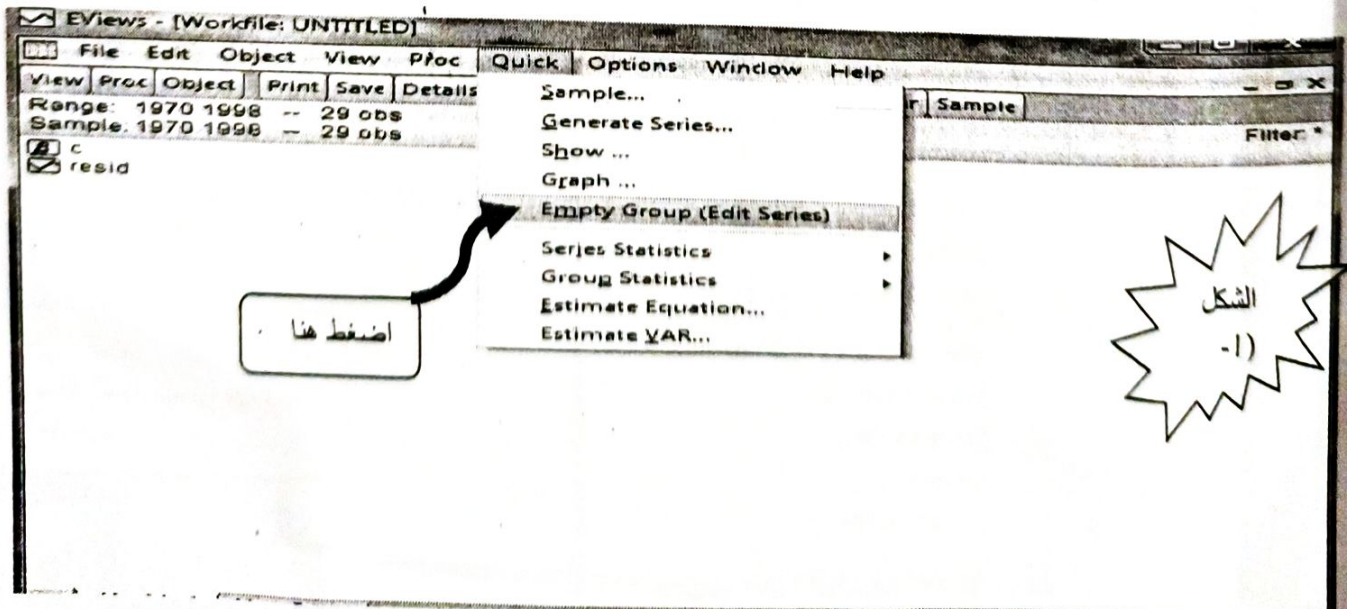 EViews - [Workfile: UNTITLED]
File Edit Object View Proc Quick Options Window Help
View Proc Object Print Save Details r Sample
Range: 1970 1998 -- 29 obs
Sample: 1970 1998 -- 29 obs
Filter: *
c
resid
Sample...
Generate Series...
Show ...
Graph ...
Empty Group (Edit Series)
Series Statistics
Group Statistics
Estimate Equation...
Estimate VAR...
اضغط هنا
الشكل
(1-